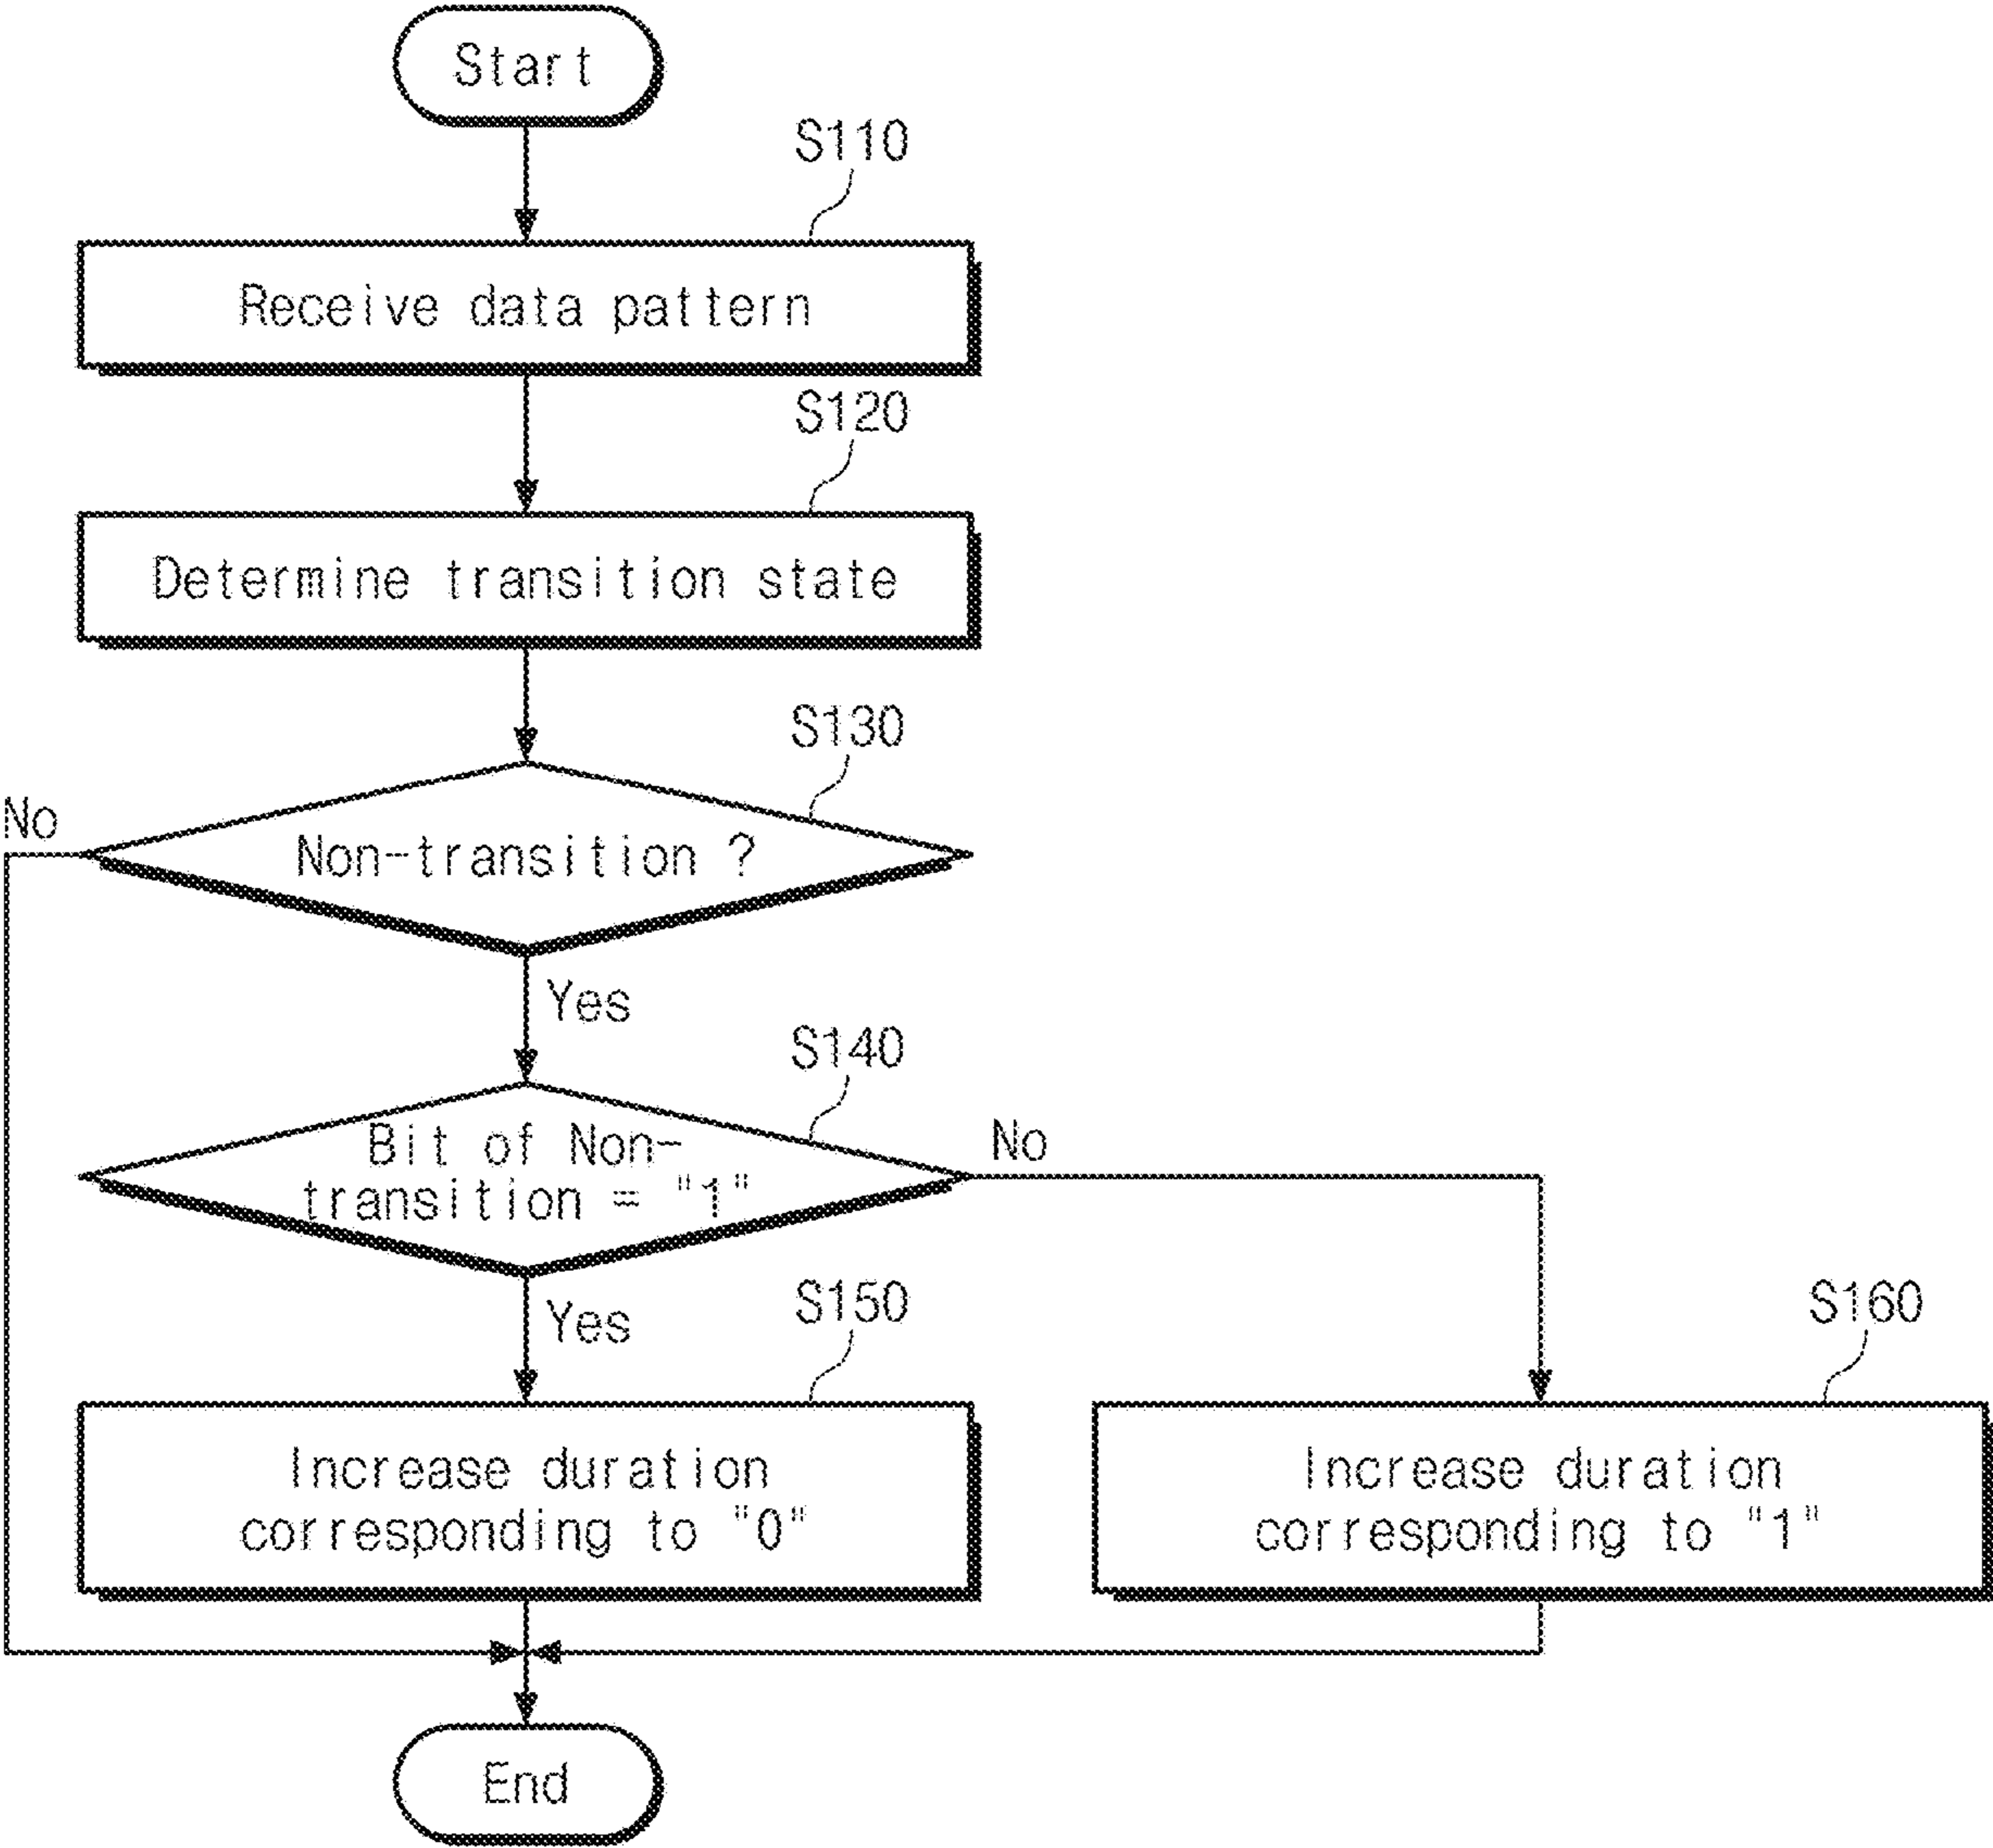 Start
S110
Receive data pattern
S120
Determine transition state
S130
No
Non-transition ?
Yes
S140
Bit of Non-
transition = "1"
No
Yes
S150
S160
Increase duration
corresponding to "0"
Increase duration
corresponding to "1"
End